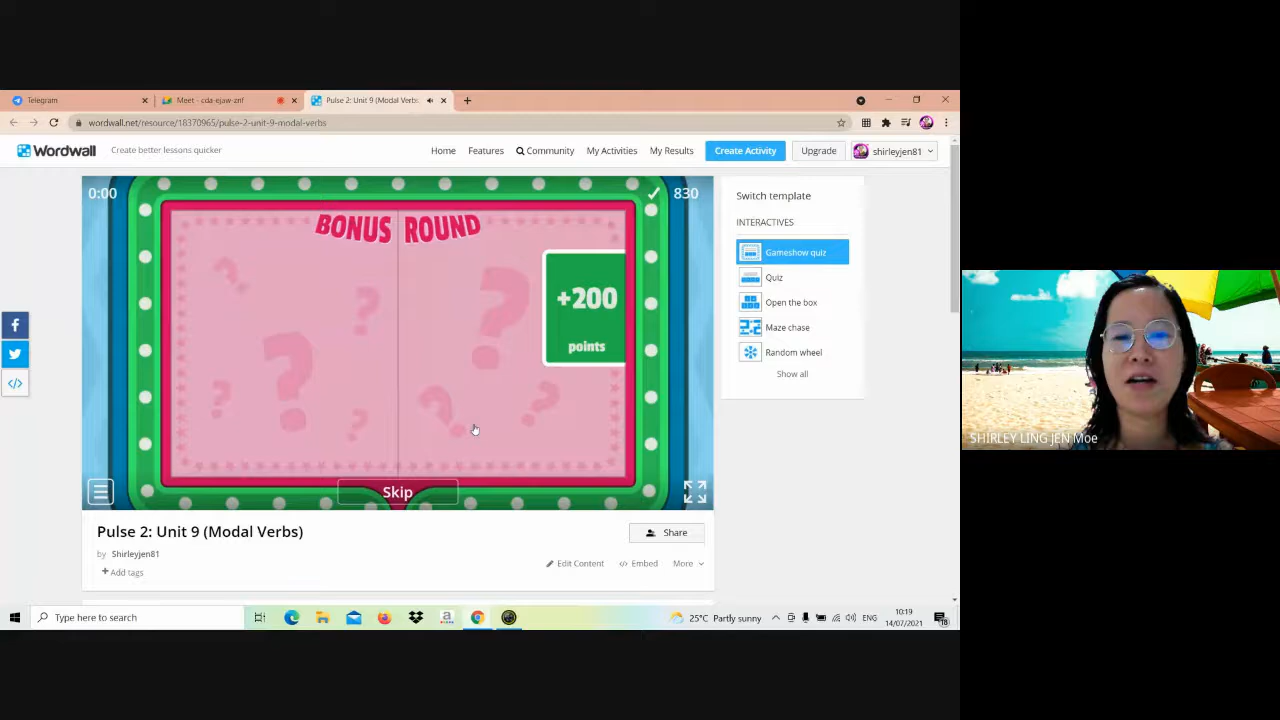 Telegram
Meet - cda-ejaw-znf
Pulse 2: Unit 9 (Modal Verbs)
wordwall.net/resource/18370965/pulse-2-unit-9-modal-verbs
Wordwall
Create better lessons quicker
Home
Features
Community
My Activities
My Results
Create Activity
Upgrade
shirleyjen81
0:00
830
BONUS ROUND
+200
points
Skip
Switch template
INTERACTIVES
Gameshow quiz
Quiz
Open the box
Maze chase
Random wheel
Show all
Pulse 2: Unit 9 (Modal Verbs)
Share
by Shirleyjen81
Add tags
Edit Content
Embed
More
Type here to search
25°C Partly sunny
ENG
10:19
14/07/2021
SHIRLEY LING JEN Moe